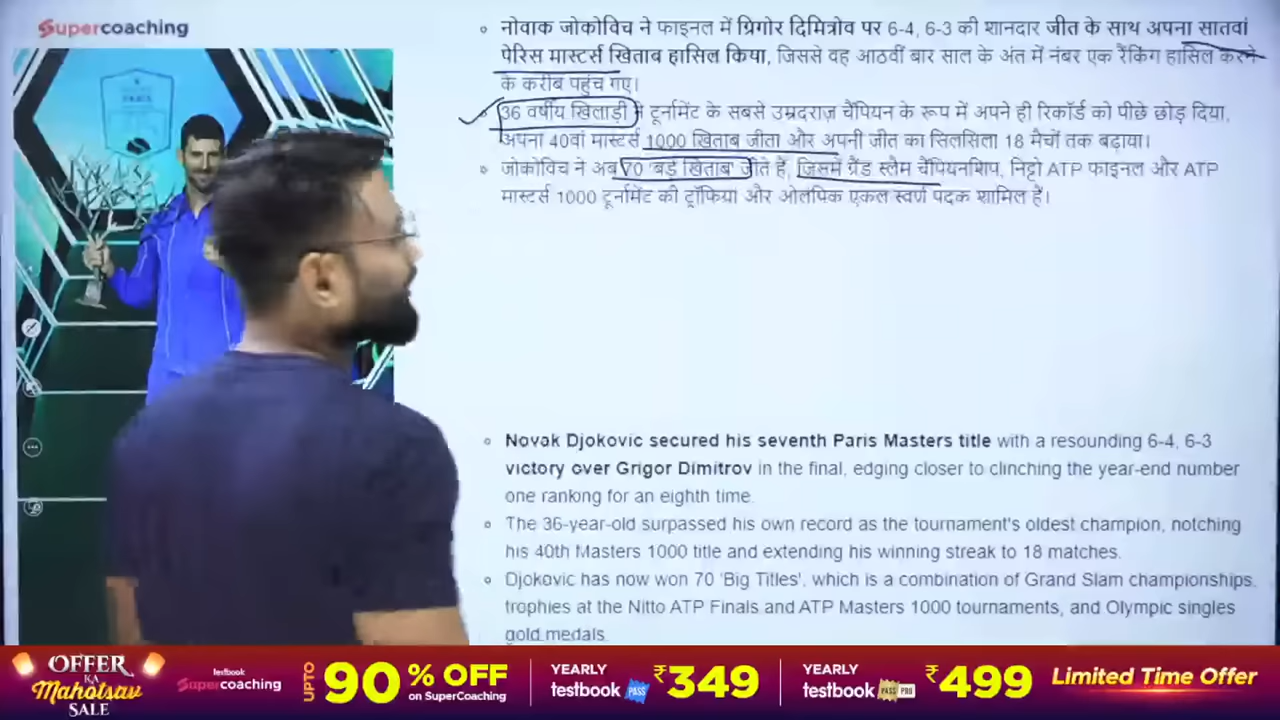 Supercoaching
नोवाक जोकोविच ने फाइनल में ग्रिगोर दिमित्रोव पर 6-4, 6-3 की शानदार जीत के साथ अपना सातवां
पेरिस मास्टर्स खिताब हासिल किया, जिससे वह आठवीं बार साल के अंत में नंबर एक रैंकिंग हासिल करने
के करीब पहुंच गए।
36 वर्षीय खिलाड़ी ने टूर्नामेंट के सबसे उम्रदराज चैंपियन के रूप में अपने ही रिकॉर्ड को पीछे छोड़ दिया,
अपना 40वां मास्टर्स 1000 खिताब जीता और अपनी जीत का सिलसिला 18 मैचों तक बढ़ाया।
जोकोविच ने अब 70 'बड़े खिताब' जीते हैं, जिसमें ग्रैंड स्लैम चैंपियनशिप, निट्टो ATP फाइनल और ATP
मास्टर्स 1000 टूर्नामेंट की ट्रॉफियां और ओलंपिक एकल स्वर्ण पदक शामिल हैं।
Novak Djokovic secured his seventh Paris Masters title with a resounding 6-4, 6-3
victory over Grigor Dimitrov in the final, edging closer to clinching the year-end number
one ranking for an eighth time.
The 36-year-old surpassed his own record as the tournament's oldest champion, notching
his 40th Masters 1000 title and extending his winning streak to 18 matches.
Djokovic has now won 70 'Big Titles', which is a combination of Grand Slam championships,
trophies at the Nitto ATP Finals and ATP Masters 1000 tournaments, and Olympic singles
gold medals.
OFFER
का
Mahotsav
SALE
testbook
Supercoaching
UPTO
90% OFF
on SuperCoaching
YEARLY
testbook PASS
₹349
YEARLY
testbook PASS PRO
₹499
Limited Time Offer